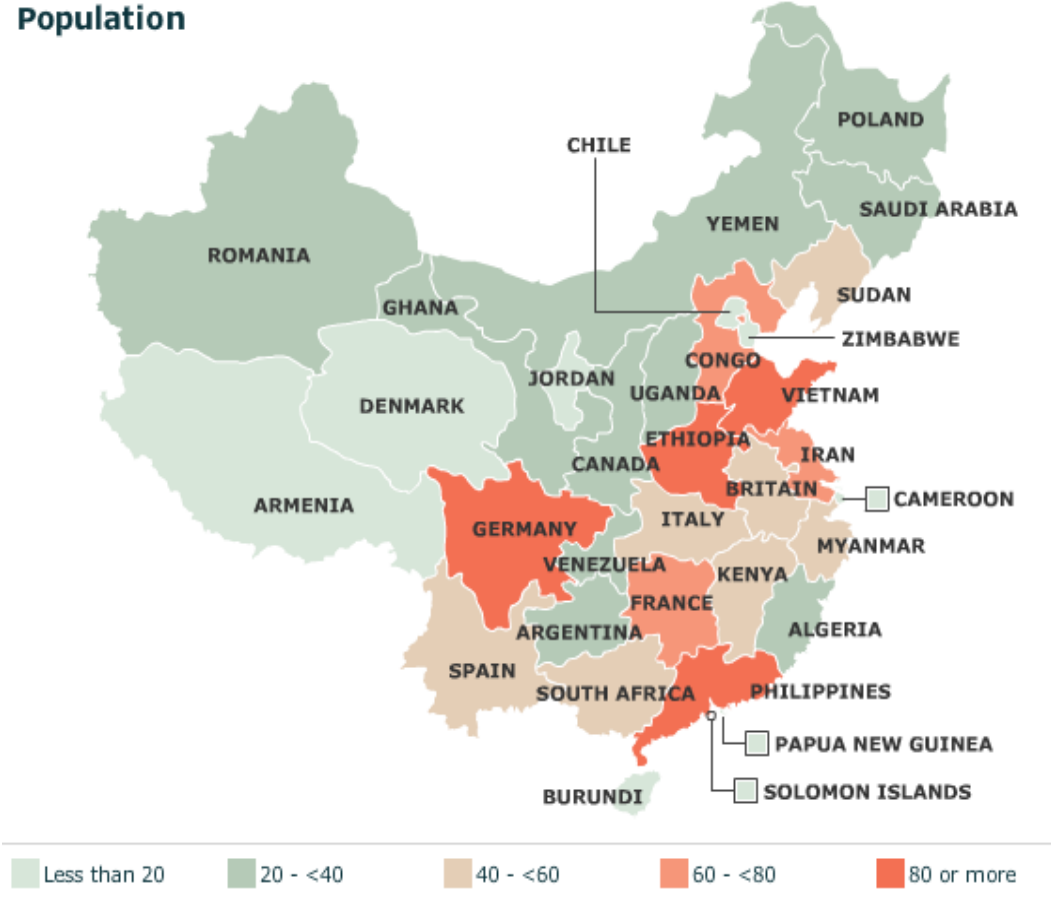 Population
POLAND
CHILE
SAUDI ARABIA
YEMEN
ROMANIA
SUDAN
GHANA
ZIMBABWE
CONGO
JORDAN
UGANDA
VIETNAM
DENMARK
ETHIOPIA
IRAN
CANADA
BRITAIN
CAMEROON
ARMENIA
ITALY
GERMANY
MYANMAR
VENEZUELA
KENYA
FRANCE
ARGENTINA
ALGERIA
SPAIN
SOUTH AFRICA
PHILIPPINES
PAPUA NEW GUINEA
SOLOMON ISLANDS
BURUNDI
Less than 20
20 - <40
40 - <60
60 - <80
80 or more